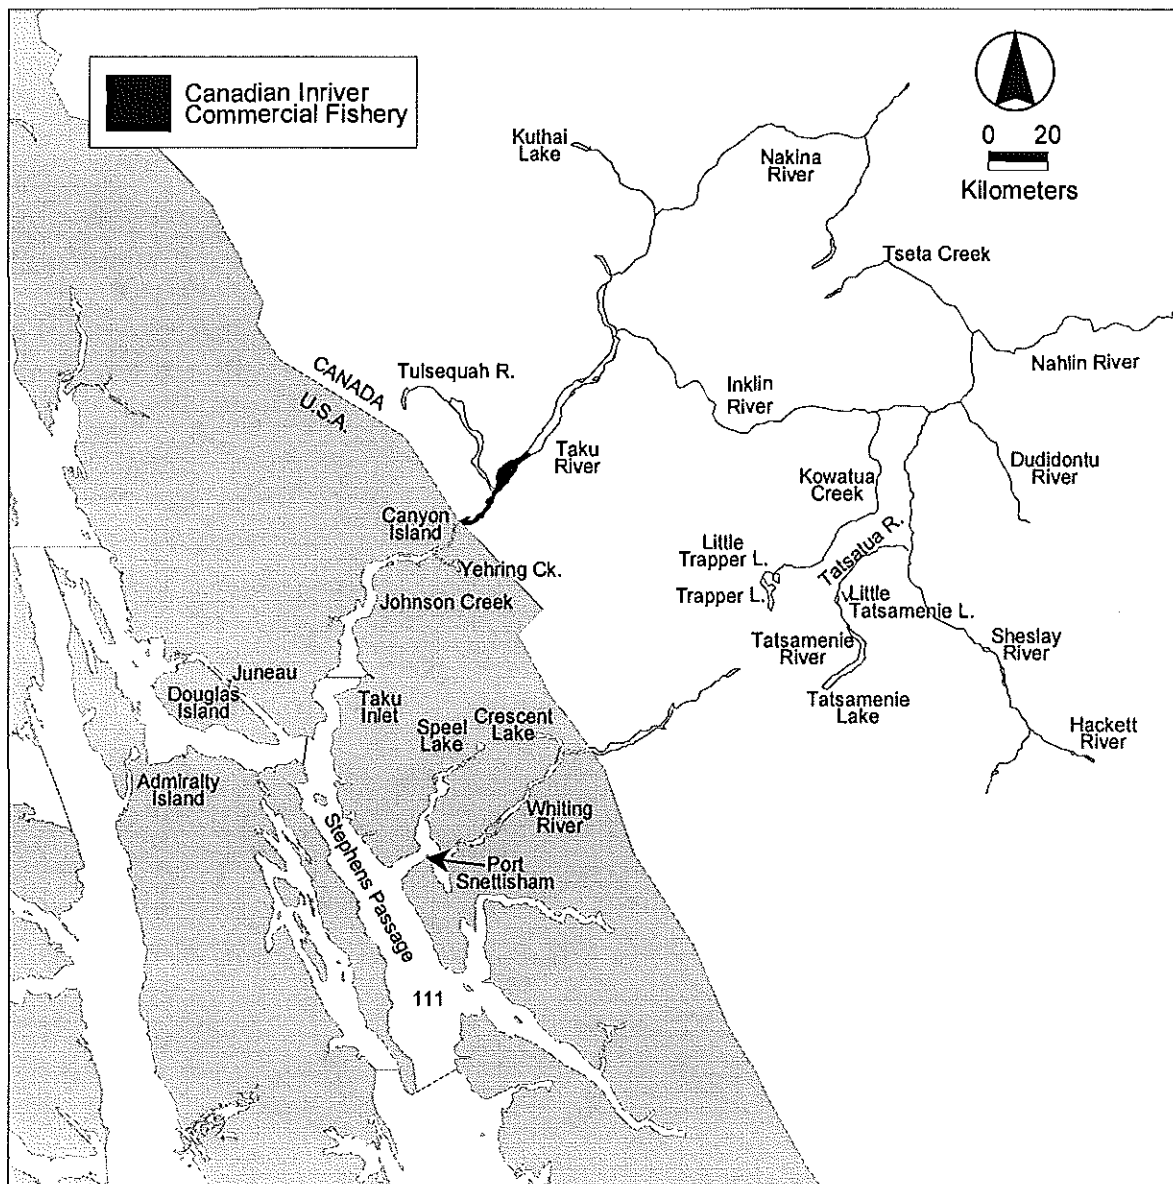 Canadian Inriver
Commercial Fishery
0 20
Kilometers
Kuthai
Lake
Nakina
River
Tseta Creek
Nahlin River
CANADA
U.S.A.
Tulsequah R.
Inklin
River
Taku
River
Dudidontu
River
Kowatua
Creek
Canyon
Island
Little
Trapper L.
Tatsatua R.
Yehring Ck.
Trapper L.
Little
Tatsamenie L.
Johnson Creek
Sheslay
River
Tatsamenie
River
Juneau
Douglas
Island
Taku
Inlet
Tatsamenie
Lake
Speel
Lake
Crescent
Lake
Hackett
River
Admiralty
Island
Whiting
River
Stephens Passage
Port
Snettisham
111